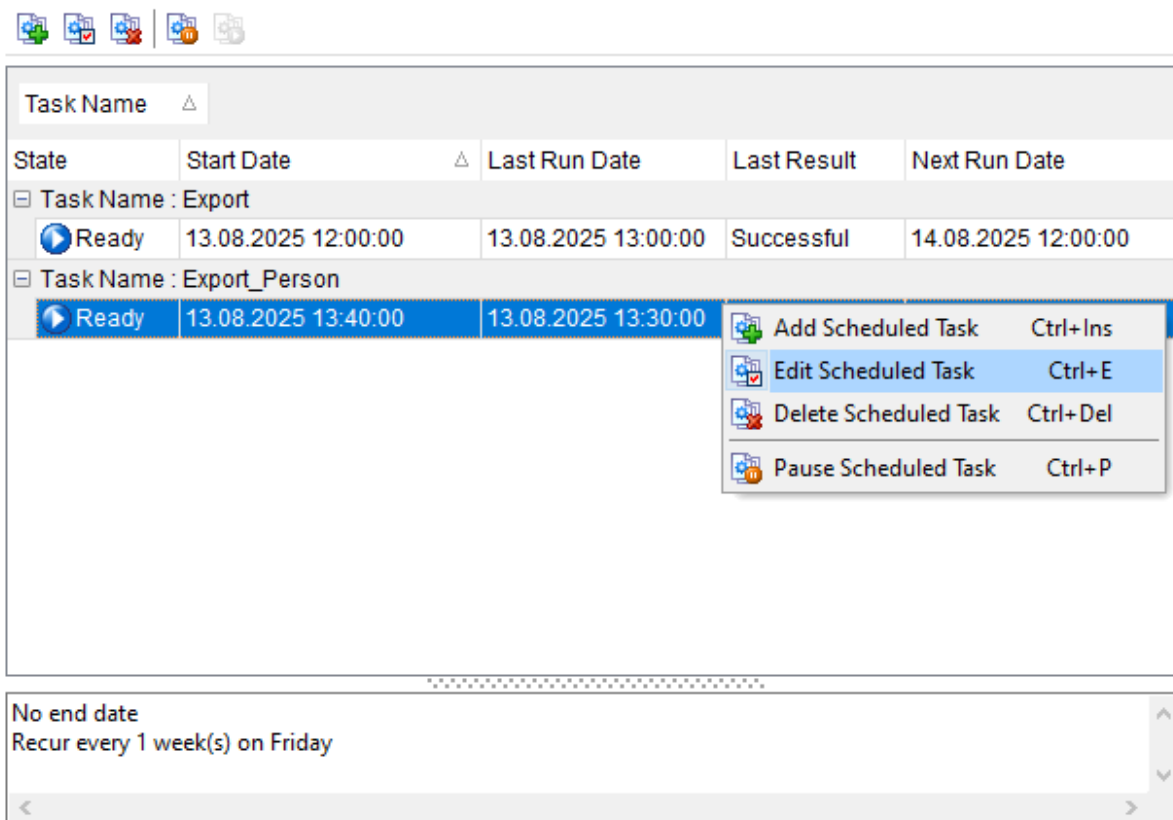 Task Name
State Start Date Last Run Date Last Result Next Run Date
Task Name : Export
Ready 13.08.2025 12:00:00 13.08.2025 13:00:00 Successful 14.08.2025 12:00:00
Task Name : Export_Person
Ready 13.08.2025 13:40:00 13.08.2025 13:30:00
Add Scheduled Task Ctrl+Ins
Edit Scheduled Task Ctrl+E
Delete Scheduled Task Ctrl+Del
Pause Scheduled Task Ctrl+P
No end date
Recur every 1 week(s) on Friday